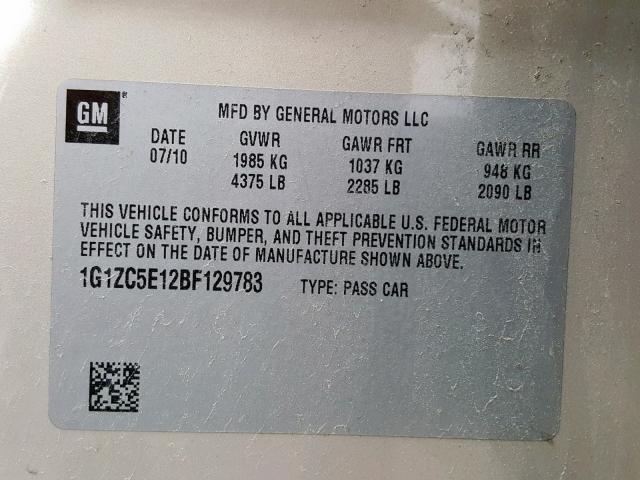 GM®
MFD BY GENERAL MOTORS LLC
DATE GVWR GAWR FRT GAWR RR
07/10 1985 KG 1037 KG 948 KG
4375 LB 2285 LB 2090 LB
THIS VEHICLE CONFORMS TO ALL APPLICABLE U.S. FEDERAL MOTOR
VEHICLE SAFETY, BUMPER, AND THEFT PREVENTION STANDARDS IN
EFFECT ON THE DATE OF MANUFACTURE SHOWN ABOVE.
1G1ZC5E12BF129783 TYPE: PASS CAR